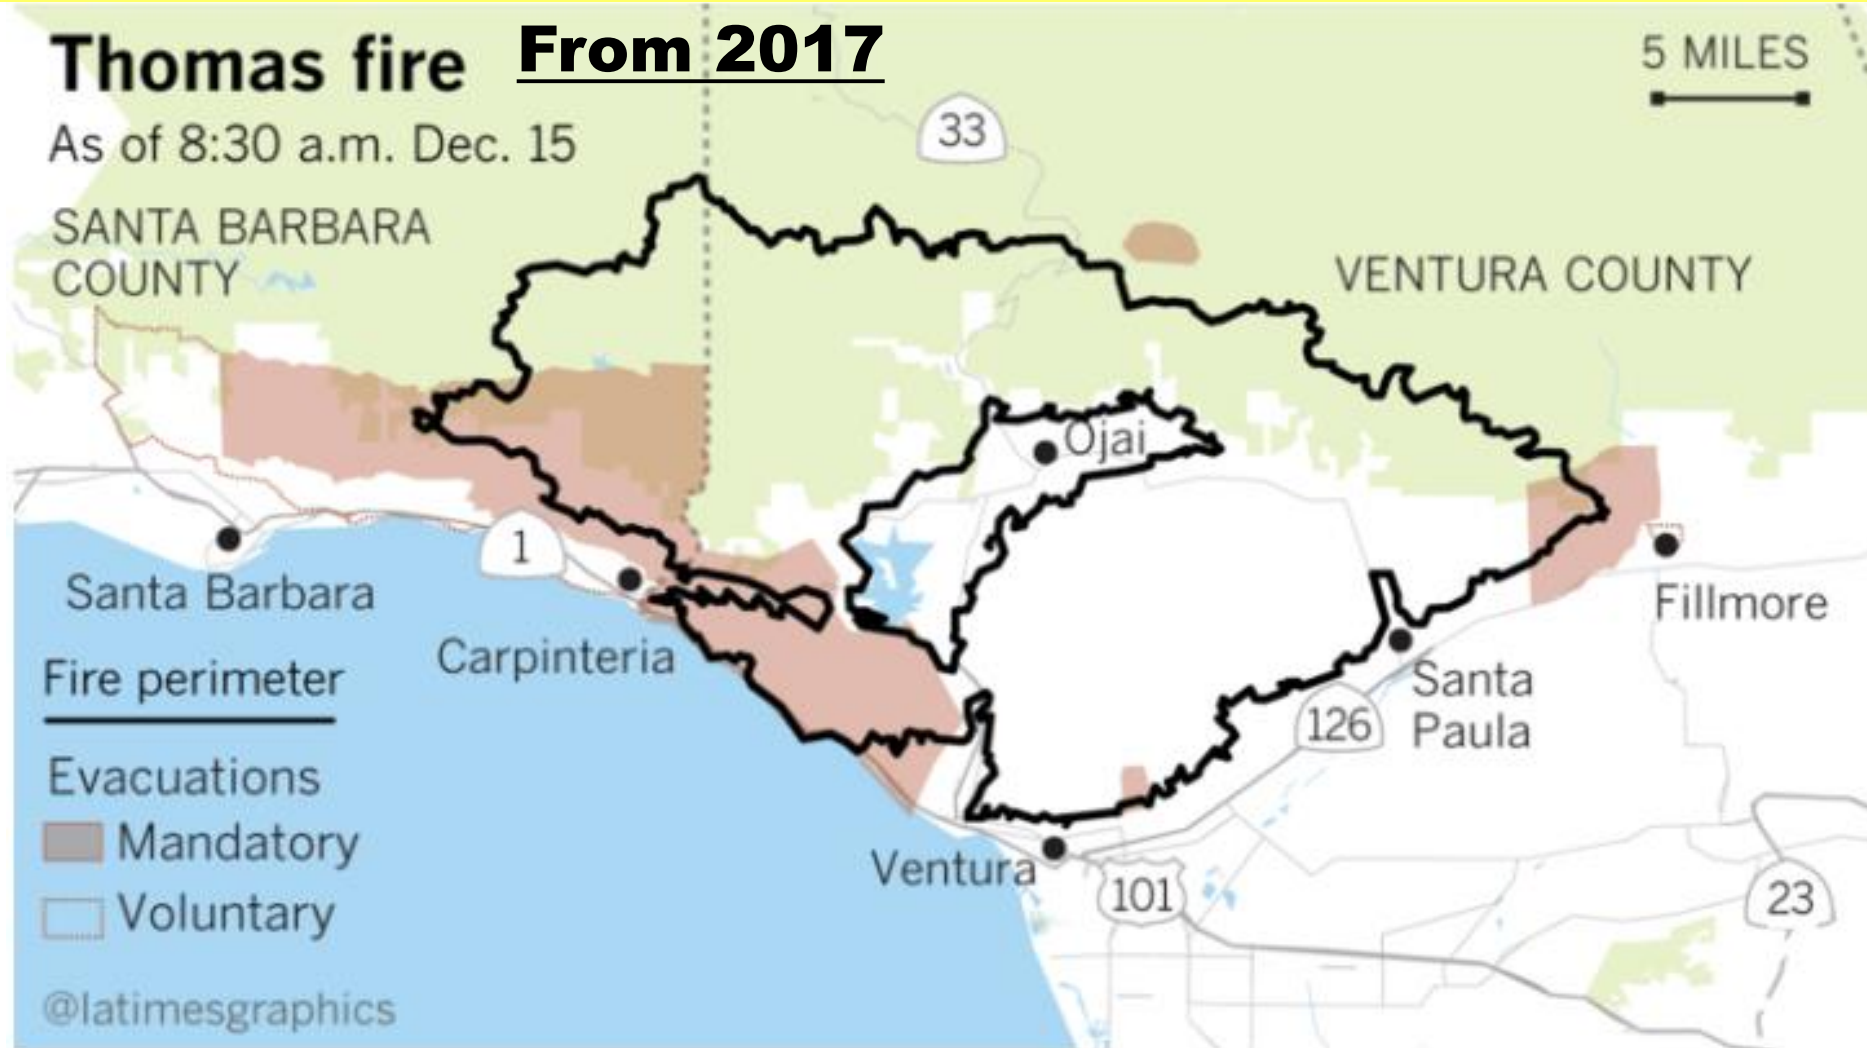 Thomas fire From 2017
5 MILES
As of 8:30 a.m. Dec. 15
33
SANTA BARBARA
COUNTY
VENTURA COUNTY
Ojai
1
Santa Barbara
Fillmore
Carpinteria
Fire perimeter
Santa
Paula
126
Evacuations
Mandatory
Voluntary
Ventura
101
23
@latimesgraphics